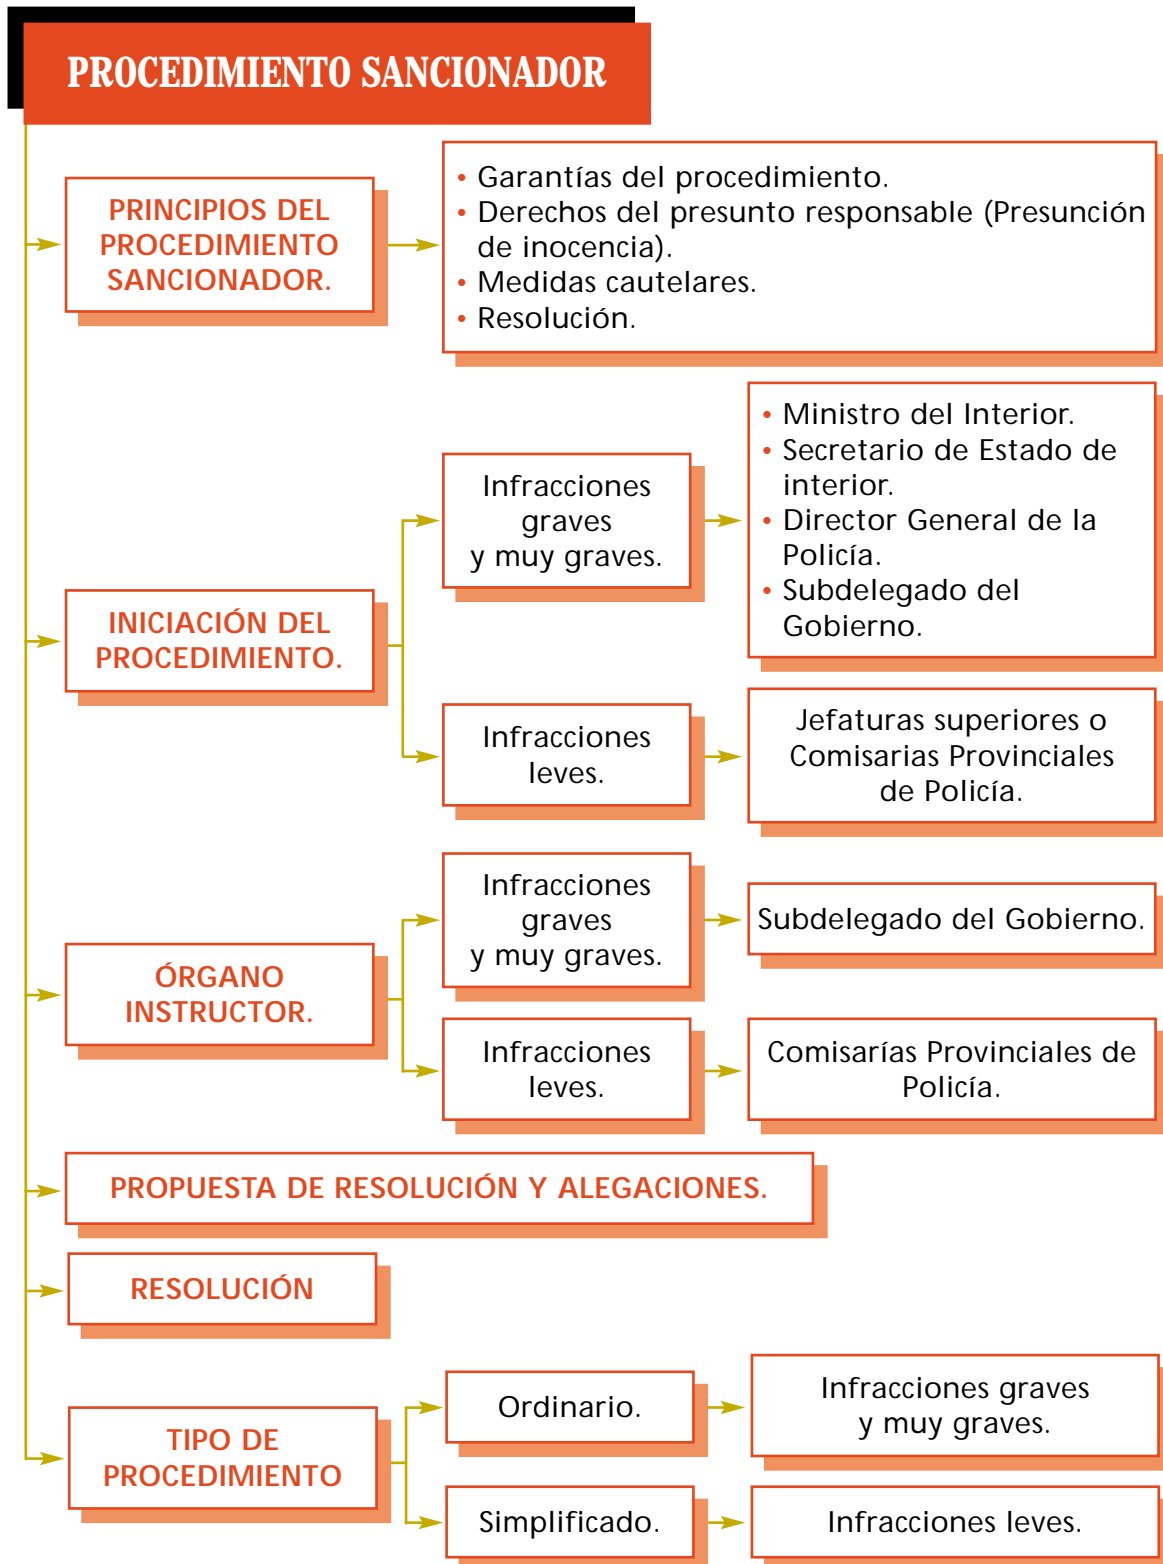 PROCEDIMIENTO SANCIONADOR
PRINCIPIOS DEL
PROCEDIMIENTO
SANCIONADOR.
• Garantías del procedimiento.
• Derechos del presunto responsable (Presunción
de inocencia).
• Medidas cautelares.
• Resolución.
INICIACIÓN DEL
PROCEDIMIENTO.
Infracciones
graves
y muy graves.
• Ministro del Interior.
• Secretario de Estado de
interior.
• Director General de la
Policía.
• Subdelegado del
Gobierno.
Infracciones
leves.
Jefaturas superiores o
Comisarias Provinciales
de Policía.
ÓRGANO
INSTRUCTOR.
Infracciones
graves
y muy graves.
Subdelegado del Gobierno.
Infracciones
leves.
Comisarías Provinciales de
Policía.
PROPUESTA DE RESOLUCIÓN Y ALEGACIONES.
RESOLUCIÓN
TIPO DE
PROCEDIMIENTO
Ordinario.
Infracciones graves
y muy graves.
Simplificado.
Infracciones leves.